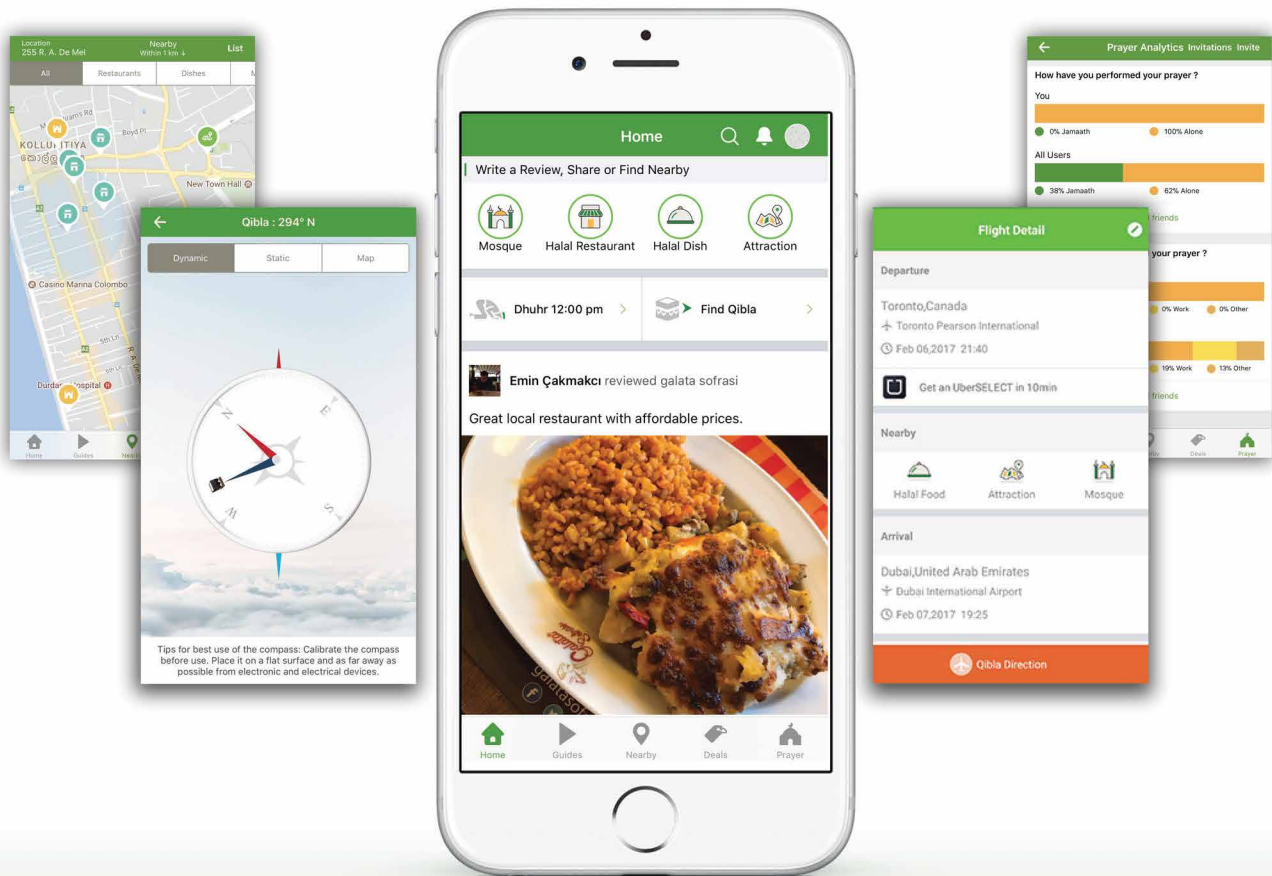 Location
255 R. A. De Mel
Nearby
Within 1 km ↓
List
All
Restaurants
Dishes
Boyd Pl
KOLLUPITIYA
New Town Hall
Casino Marina Colombo
5th Ln
5th Ln
R. A. De
Durdans Hospital
Home
Guides
Qibla : 294° N
Dynamic
Static
Map
N
E
W
S
Tips for best use of the compass: Calibrate the compass
before use. Place it on a flat surface and as far away as
possible from electronic and electrical devices.
Home
Write a Review, Share or Find Nearby
Mosque
Halal Restaurant
Halal Dish
Attraction
Dhuhr 12:00 pm
Find Qibla
Emin Çakmakcı reviewed galata sofrasi
Great local restaurant with affordable prices.
Home
Guides
Nearby
Deals
Prayer
Flight Detail
Departure
Toronto,Canada
Toronto Pearson International
Feb 06,2017 21:40
Get an UberSELECT in 10min
Nearby
Halal Food
Attraction
Mosque
Arrival
Dubai,United Arab Emirates
Dubai International Airport
Feb 07,2017 19:25
Qibla Direction
Prayer Analytics Invitations Invite
How have you performed your prayer ?
You
0% Jamaath
100% Alone
All Users
38% Jamaath
62% Alone
friends
your prayer ?
0% Work
0% Other
19% Work
13% Other
friends
Deals
Prayer